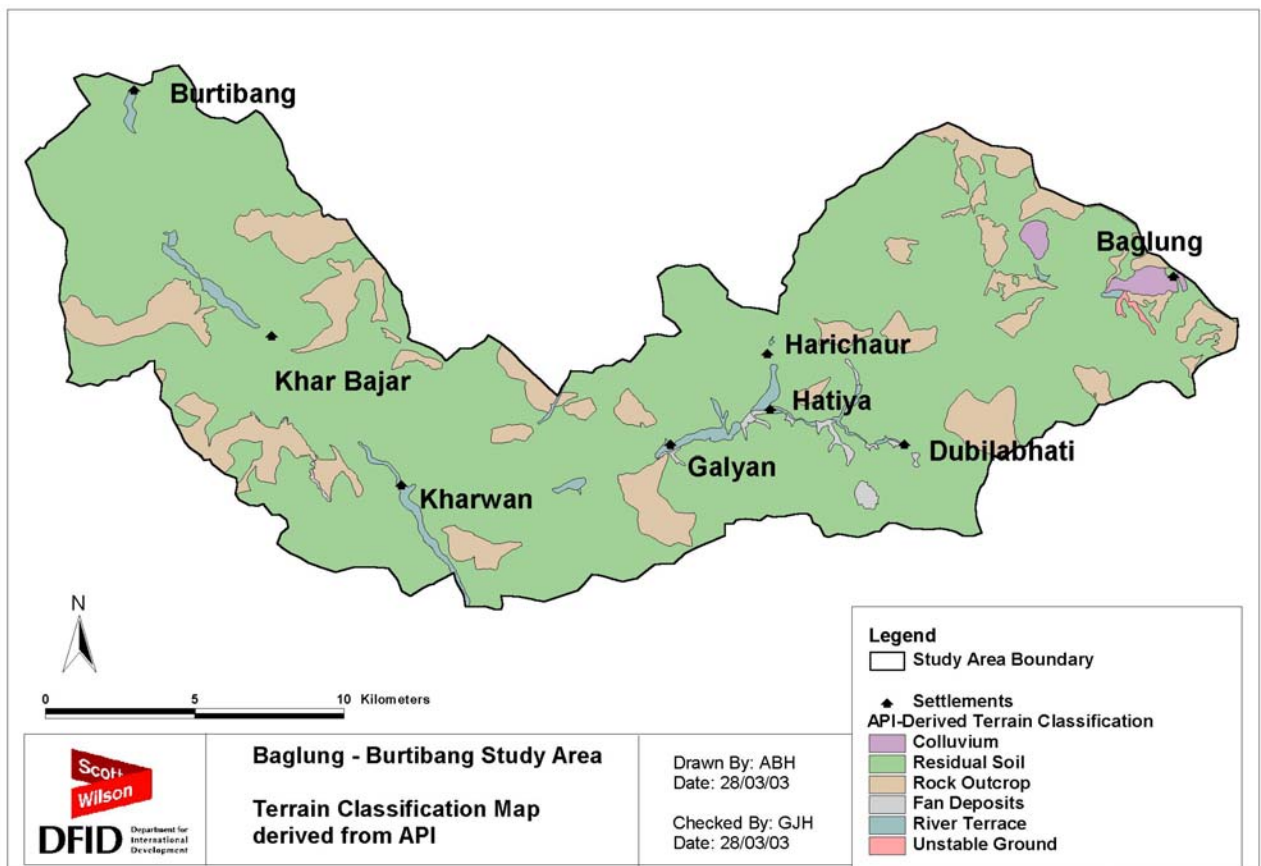 Burtibang
Baglung
Harichaur
Khar Bajar
Hatiya
Dubilabhati
Galyan
Kharwan
N
0 5 10 Kilometers
Legend
Study Area Boundary
Settlements
API-Derived Terrain Classification
Colluvium
Residual Soil
Rock Outcrop
Fan Deposits
River Terrace
Unstable Ground
Scott
Wilson
DFID Department for
International
Development
Baglung - Burtibang Study Area
Terrain Classification Map
derived from API
Drawn By: ABH
Date: 28/03/03
Checked By: GJH
Date: 28/03/03